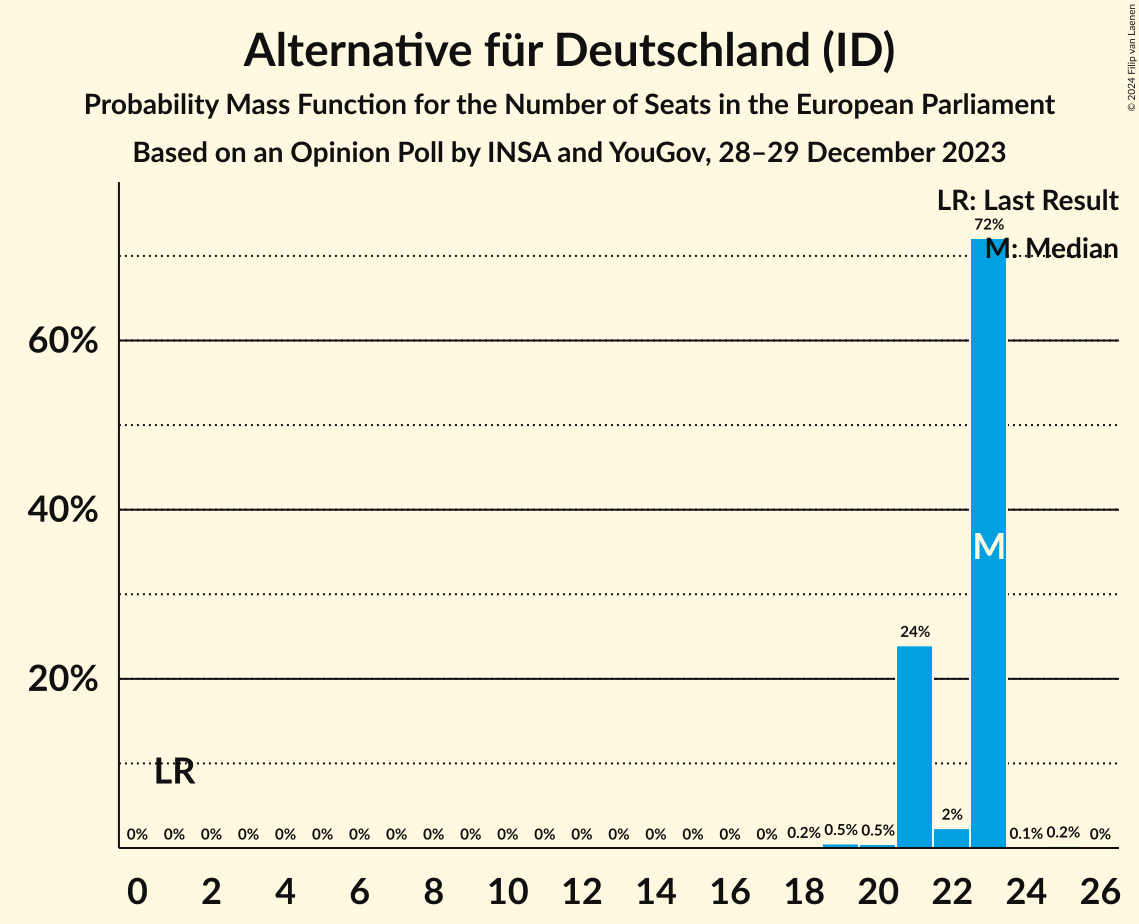 Alternative für Deutschland (ID)
Probability Mass Function for the Number of Seats in the European Parliament
Based on an Opinion Poll by INSA and YouGov, 28–29 December 2023
© 2024 Filip van Laenen
LR: Last Result
M: Median
60%
40%
20%
72%
M
24%
LR
0% 0% 0% 0% 0% 0% 0% 0% 0% 0% 0% 0% 0% 0% 0% 0% 0% 0% 0.2% 0.5% 0.5% 2% 0.1% 0.2% 0%
0 2 4 6 8 10 12 14 16 18 20 22 24 26